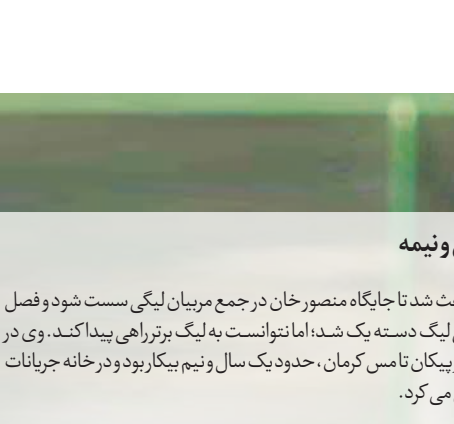 ونیمه
شد تا جایگاه منصور خان در جمع مربیان لیگی سست شود و فصل
لیگ دسته یک شد؛ اما نتوانست به لیگ برتر راهی پیدا کند. وی در
پیکان تا مس کرمان، حدود یک سال و نیم بیکار بود و در خانه جریانات
می کرد.